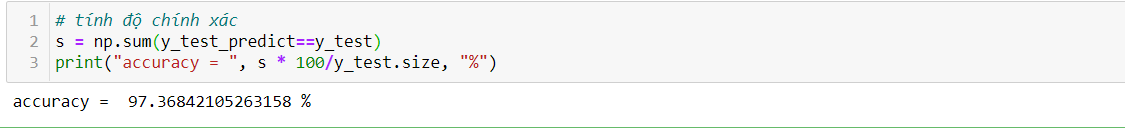 1 # tính độ chính xác
2 s = np.sum(y_test_predict==y_test)
3 print("accuracy = ", s * 100/y_test.size, "%")
accuracy =  97.36842105263158 %